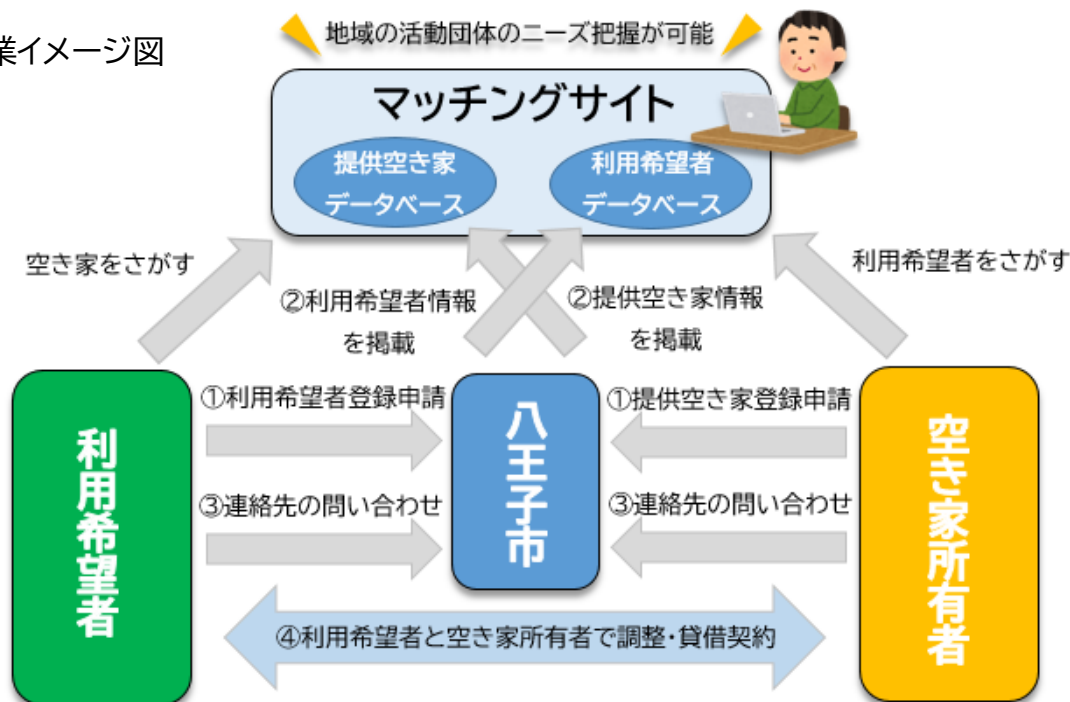 業イメージ図
地域の活動団体のニーズ把握が可能
マッチングサイト
提供空き家
データベース
利用希望者
データベース
空き家をさがす
利用希望者をさがす
②利用希望者情報
を掲載
②提供空き家情報
を掲載
利用希望者
①利用希望者登録申請
③連絡先の問い合わせ
八王子市
①提供空き家登録申請
③連絡先の問い合わせ
空き家所有者
④利用希望者と空き家所有者で調整・貸借契約